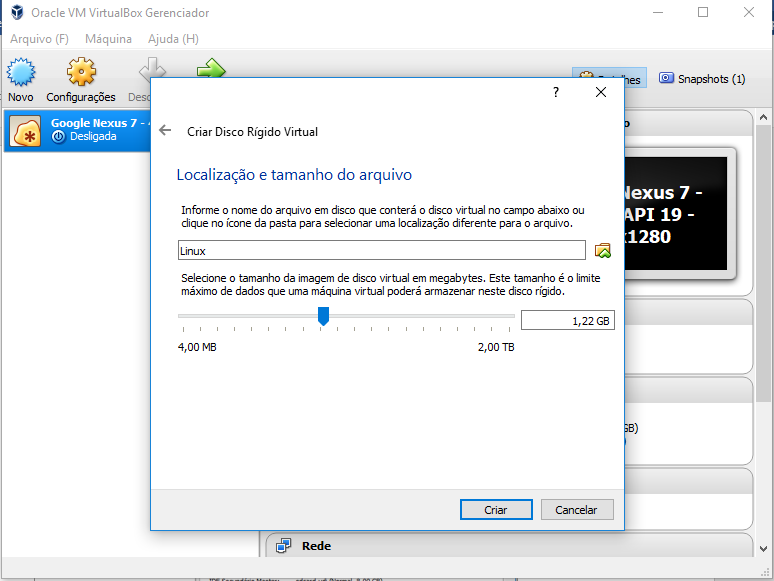 Oracle VM VirtualBox Gerenciador
Arquivo (F) Máquina Ajuda (H)
Novo Configurações Desc
Snapshots (1)
Google Nexus 7 - 4
Desligada
?
Criar Disco Rígido Virtual
Localização e tamanho do arquivo
Informe o nome do arquivo em disco que conterá o disco virtual no campo abaixo ou
clique no ícone da pasta para selecionar uma localização diferente para o arquivo.
Linux
Selecione o tamanho da imagem de disco virtual em megabytes. Este tamanho é o limite
máximo de dados que uma máquina virtual poderá armazenar neste disco rígido.
1,22 GB
4,00 MB 2,00 TB
Criar Cancelar
Nexus 7 -
API 19 -
x1280
GB)
Rede